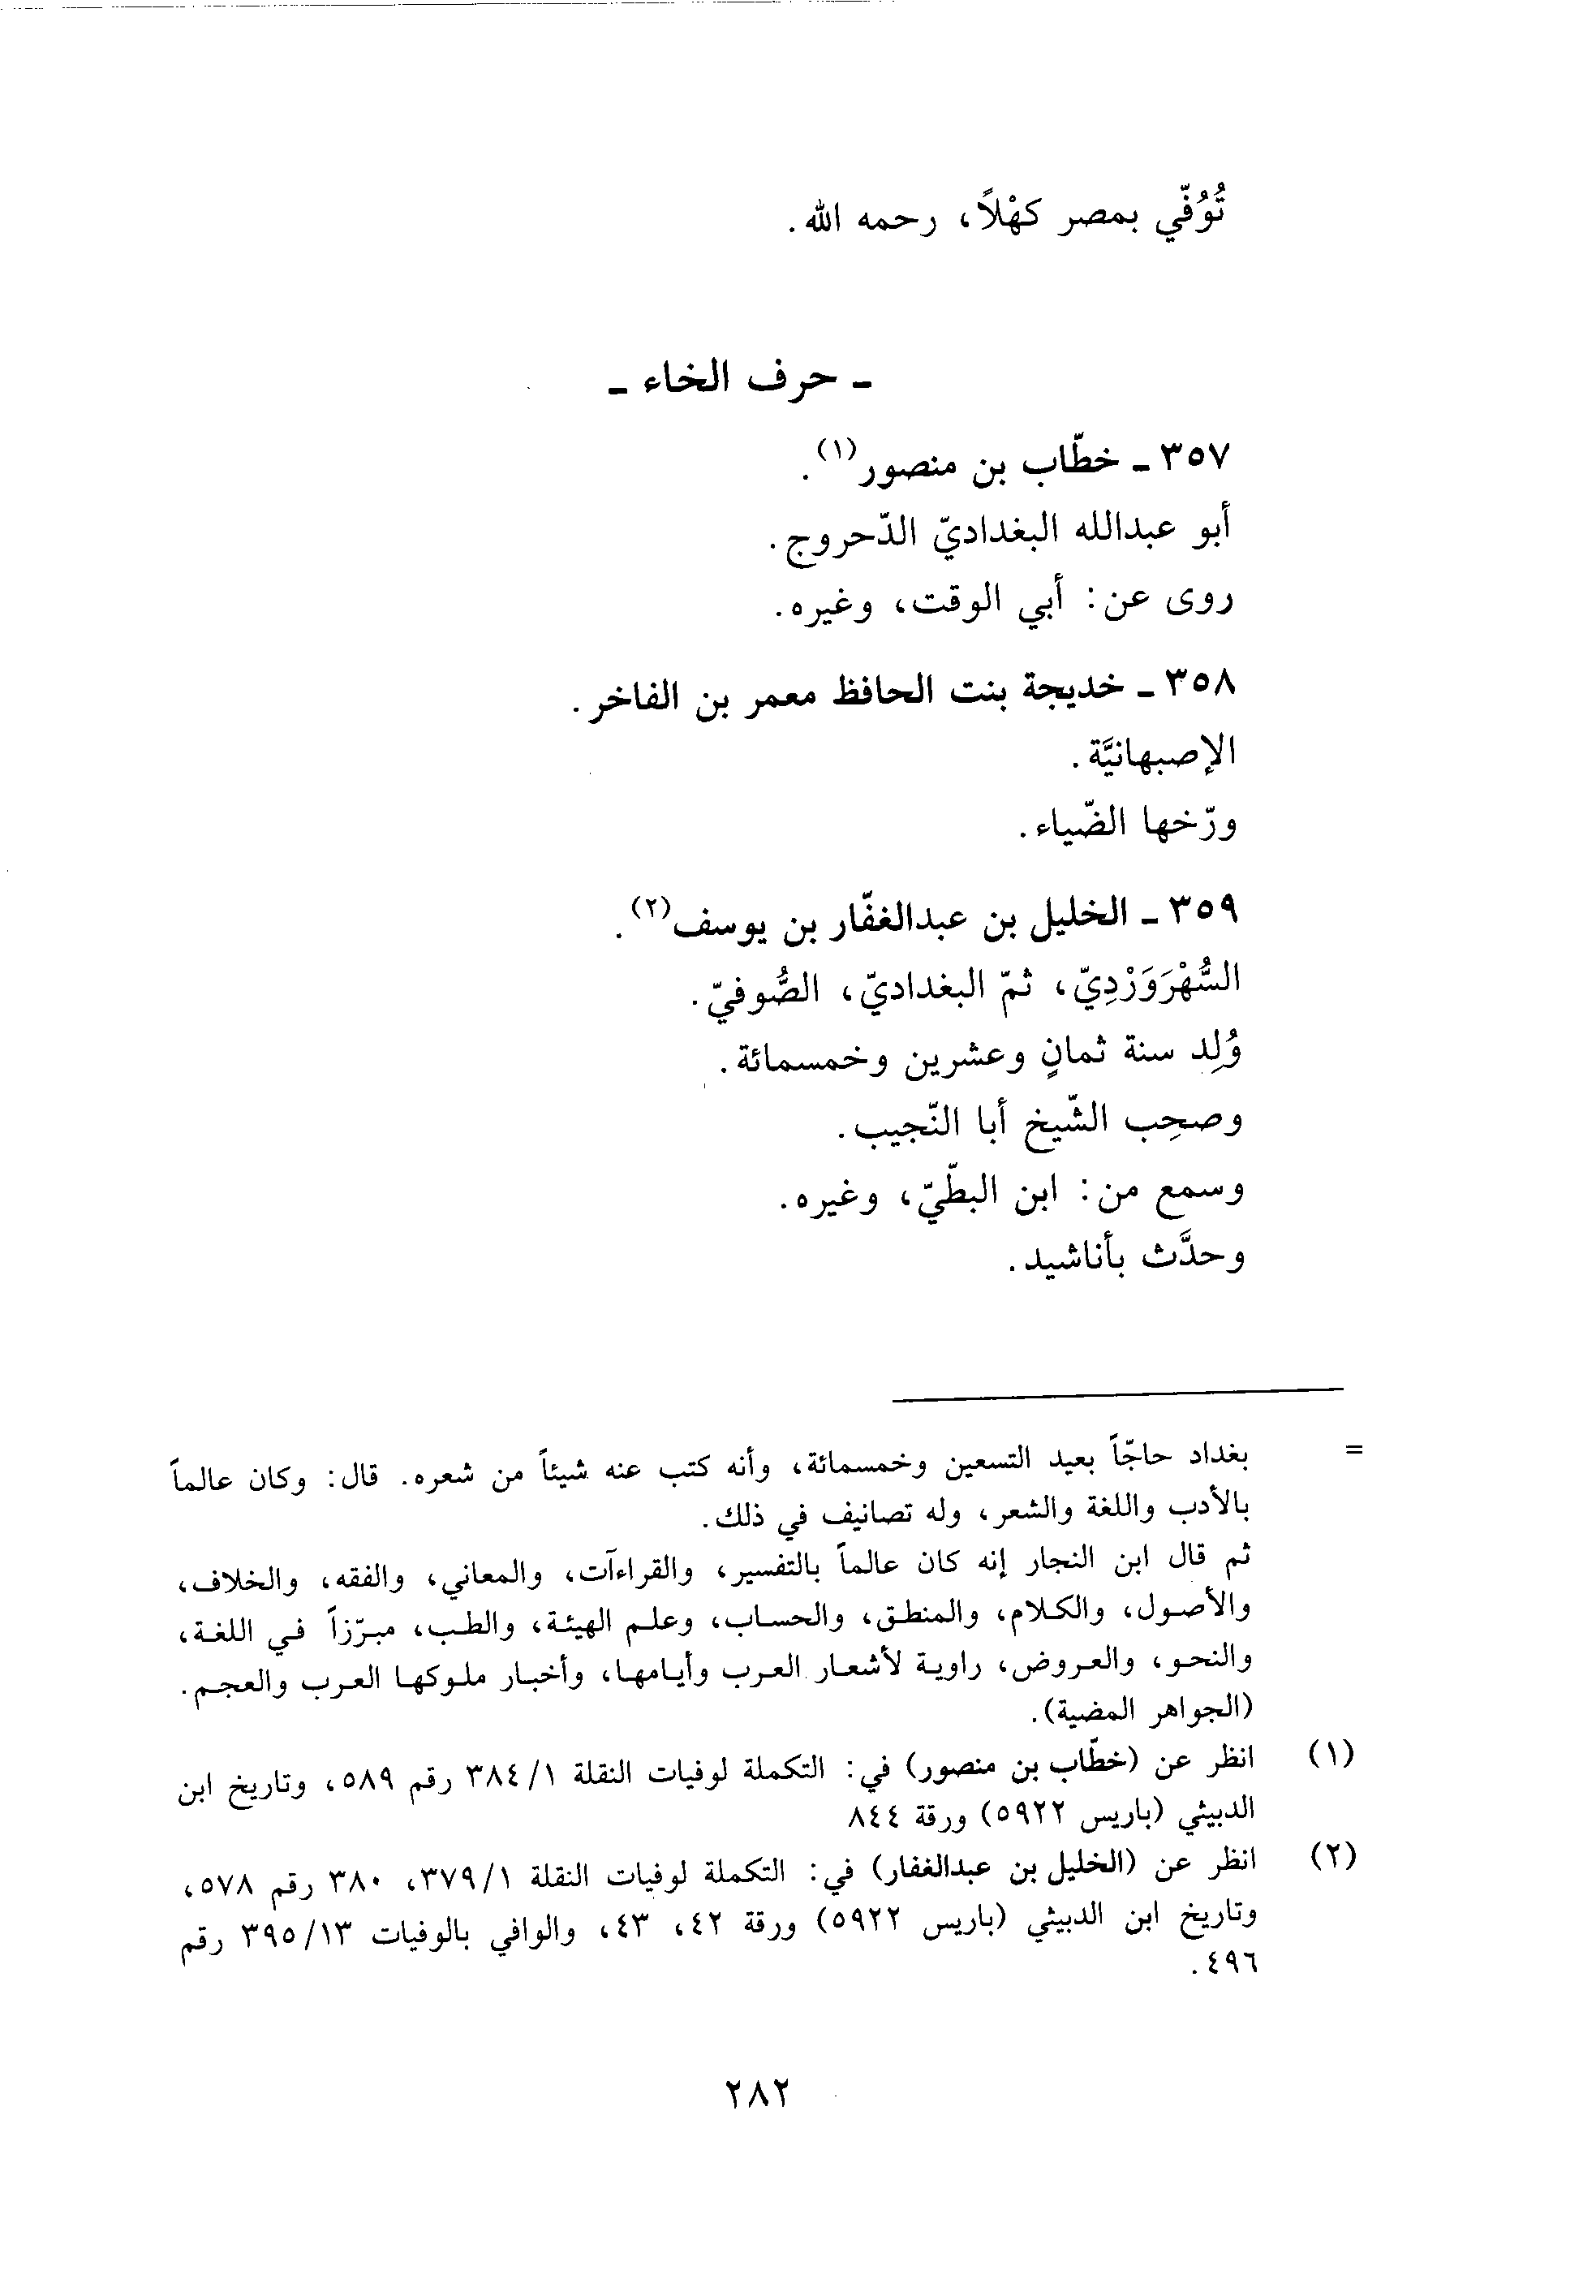 تُوُفّي بمصر كهْلاً، رحمه الله.
ـ حرف الخاء ـ
٣٥٧ ـ خطّاب بن منصور(١).
أبو عبدالله البغداديّ الدّحروج.
روى عن: أبي الوقت، وغيره.
٣٥٨ ـ خديجة بنت الحافظ معمر بن الفاخر.
الإصبهانيَّة.
ورّخها الضّياء.
٣٥٩ ـ الخليل بن عبدالغفّار بن يوسف(٢).
السُّهْرَوَرْدِيّ، ثمّ البغداديّ، الصُّوفيّ.
وُلِد سنة ثمانٍ وعشرين وخمسمائة.
وصحِب الشّيخ أبا النّجيب.
وسمع من: ابن البطّيّ، وغيره.
وحدَّث بأناشيد.
= بغداد حاجّاً بعيد التسعين وخمسمائة، وأنه كتب عنه شيئاً من شعره. قال: وكان عالماً
بالأدب واللغة والشعر، وله تصانيف في ذلك.
ثم قال ابن النجار إنه كان عالماً بالتفسير، والقراءآت، والمعاني، والفقه، والخلاف،
والأصول، والكلام، والمنطق، والحساب، وعلم الهيئة، والطب، مبرّزاً في اللغة،
والنحو، والعروض، راوية لأشعار العرب وأيامها، وأخبار ملوكها العرب والعجم.
(الجواهر المضية).
(١) انظر عن (خطّاب بن منصور) في: التكملة لوفيات النقلة ٣٨٤/١ رقم ٥٨٩، وتاريخ ابن
الدبيثي (باريس ٥٩٢٢) ورقة ٨٤٤
(٢) انظر عن (الخليل بن عبدالغفار) في: التكملة لوفيات النقلة ٣٧٩/١، ٣٨٠ رقم ٥٧٨،
وتاريخ ابن الدبيثي (باريس ٥٩٢٢) ورقة ٤٢، ٤٣، والوافي بالوفيات ٣٩٥/١٣ رقم
٤٩٦.
٢٨٢